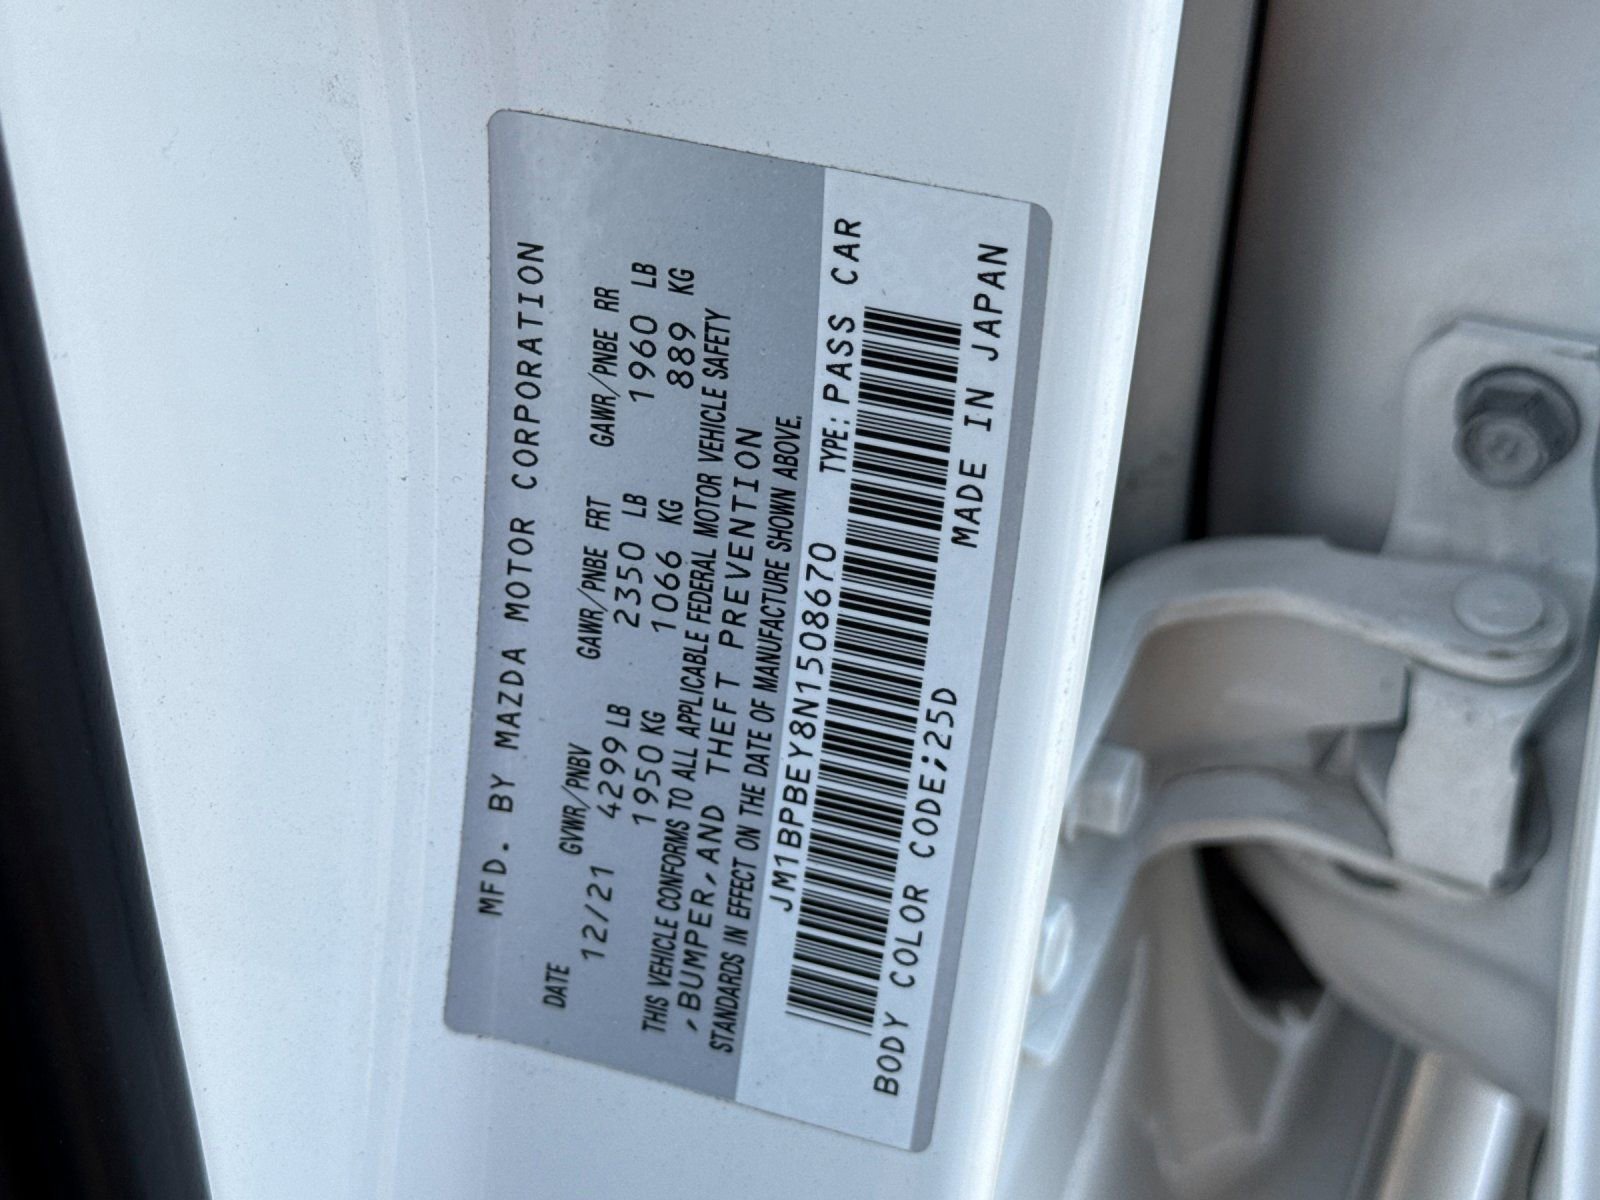 MFD. BY MAZDA MOTOR CORPORATION
DATE GVWR/PNBV GAWR/PNBE FRT GAWR/PNBE RR
12/21 4299 LB 2350 LB 1960 LB
1950 KG 1066 KG 889 KG
THIS VEHICLE CONFORMS TO ALL APPLICABLE FEDERAL MOTOR VEHICLE SAFETY
,BUMPER,AND THEFT PREVENTION
STANDARDS IN EFFECT ON THE DATE OF MANUFACTURE SHOWN ABOVE.
JM1BPBEY8N1508670 TYPE:PASS CAR
BODY COLOR CODE;25D MADE IN JAPAN